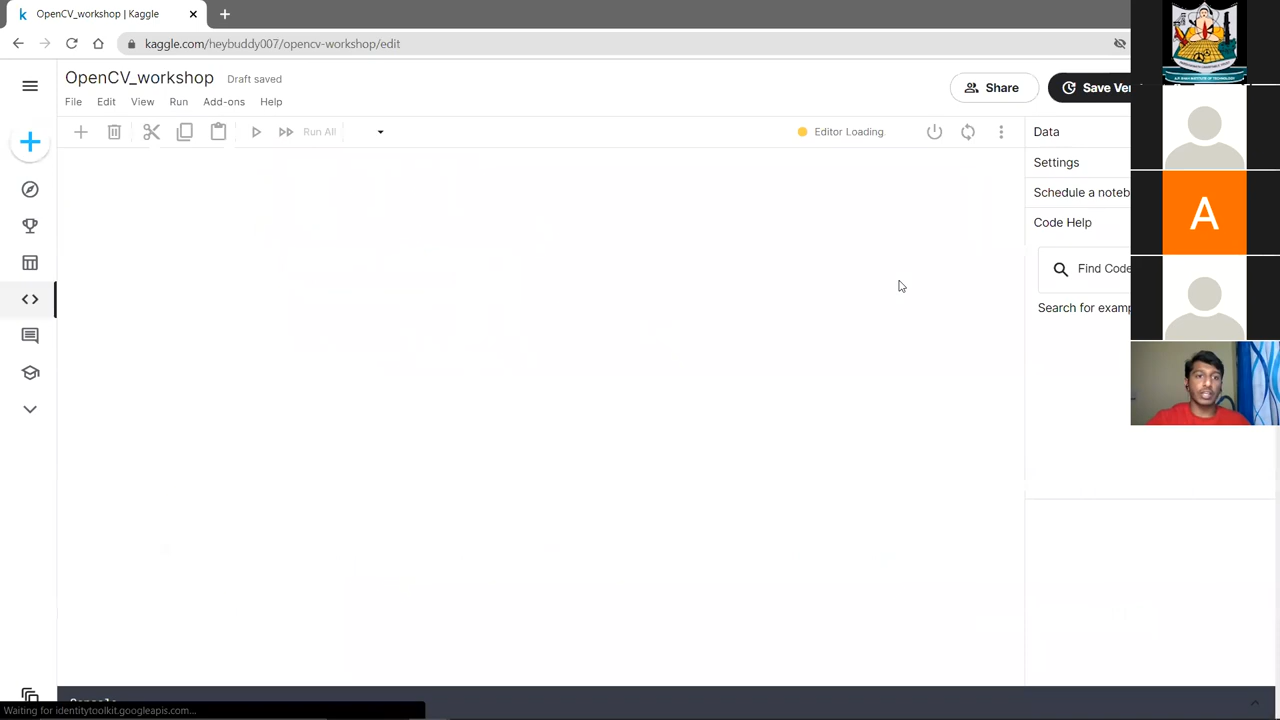 OpenCV_workshop | Kaggle
kaggle.com/heybuddy007/opencv-workshop/edit
OpenCV_workshop
Draft saved
Share
Save Ver
File Edit View Run Add-ons Help
Run All
Editor Loading
Data
Settings
Schedule a noteb
Code Help
Find Code
Search for examp
A
Console
Waiting for identitytoolkit.googleapis.com...